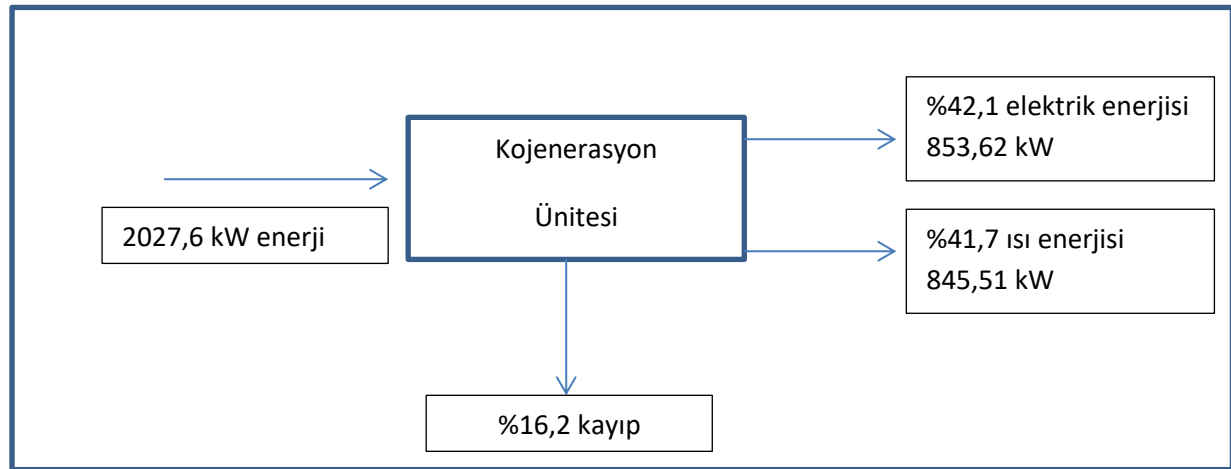 2027,6 kW enerji
Kojenerasyon
Ünitesi
%42,1 elektrik enerjisi
853,62 kW
%41,7 ısı enerjisi
845,51 kW
%16,2 kayıp